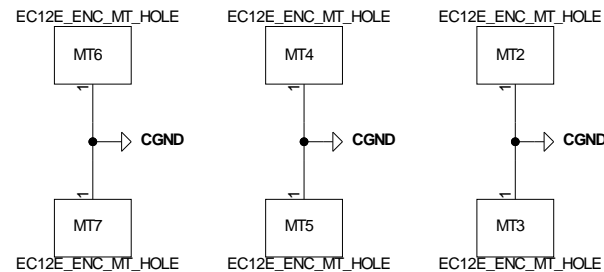 EC12E_ENC_MT_HOLE EC12E_ENC_MT_HOLE EC12E_ENC_MT_HOLE
MT6 MT4 MT2
1 1 1
CGND CGND CGND
1 1 1
MT7 MT5 MT3
EC12E_ENC_MT_HOLE EC12E_ENC_MT_HOLE EC12E_ENC_MT_HOLE